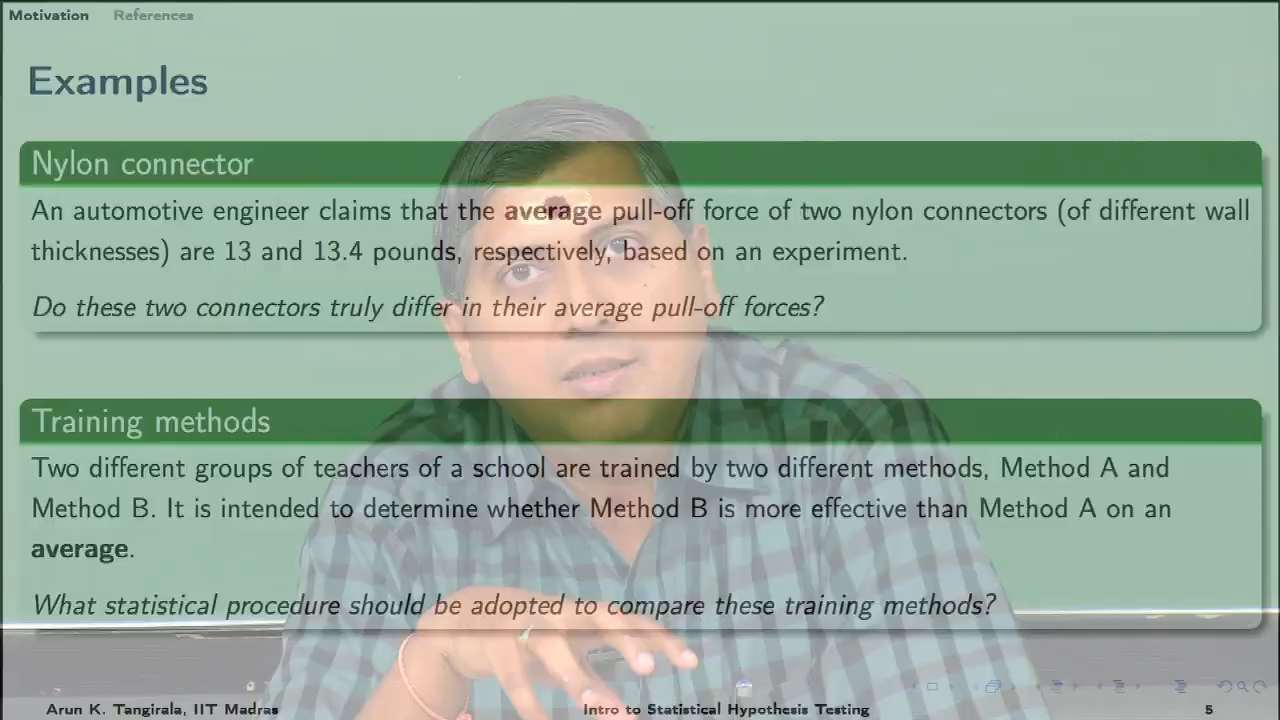 Motivation References
Examples
Nylon connector
An automotive engineer claims that the average pull-off force of two nylon connectors (of different wall
thicknesses) are 13 and 13.4 pounds, respectively, based on an experiment.
Do these two connectors truly differ in their average pull-off forces?
Training methods
Two different groups of teachers of a school are trained by two different methods, Method A and
Method B. It is intended to determine whether Method B is more effective than Method A on an
average.
What statistical procedure should be adopted to compare these training methods?
Arun K. Tangirala, IIT Madras Intro to Statistical Hypothesis Testing 5